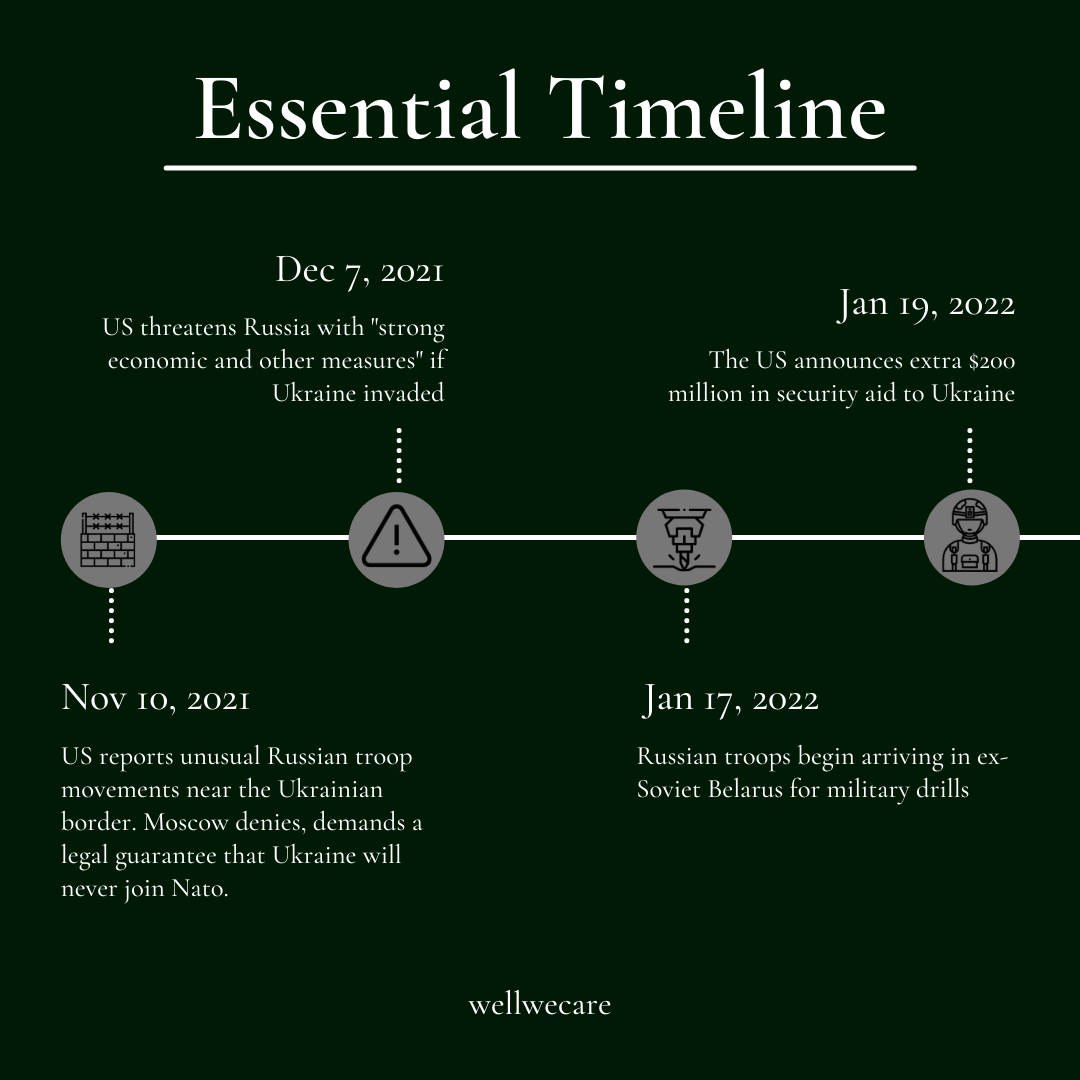 Essential Timeline
Dec 7, 2021
US threatens Russia with "strong
economic and other measures" if
Ukraine invaded
Jan 19, 2022
The US announces extra $200
million in security aid to Ukraine
Nov 10, 2021
US reports unusual Russian troop
movements near the Ukrainian
border. Moscow denies, demands a
legal guarantee that Ukraine will
never join Nato.
Jan 17, 2022
Russian troops begin arriving in ex-
Soviet Belarus for military drills
wellwecare